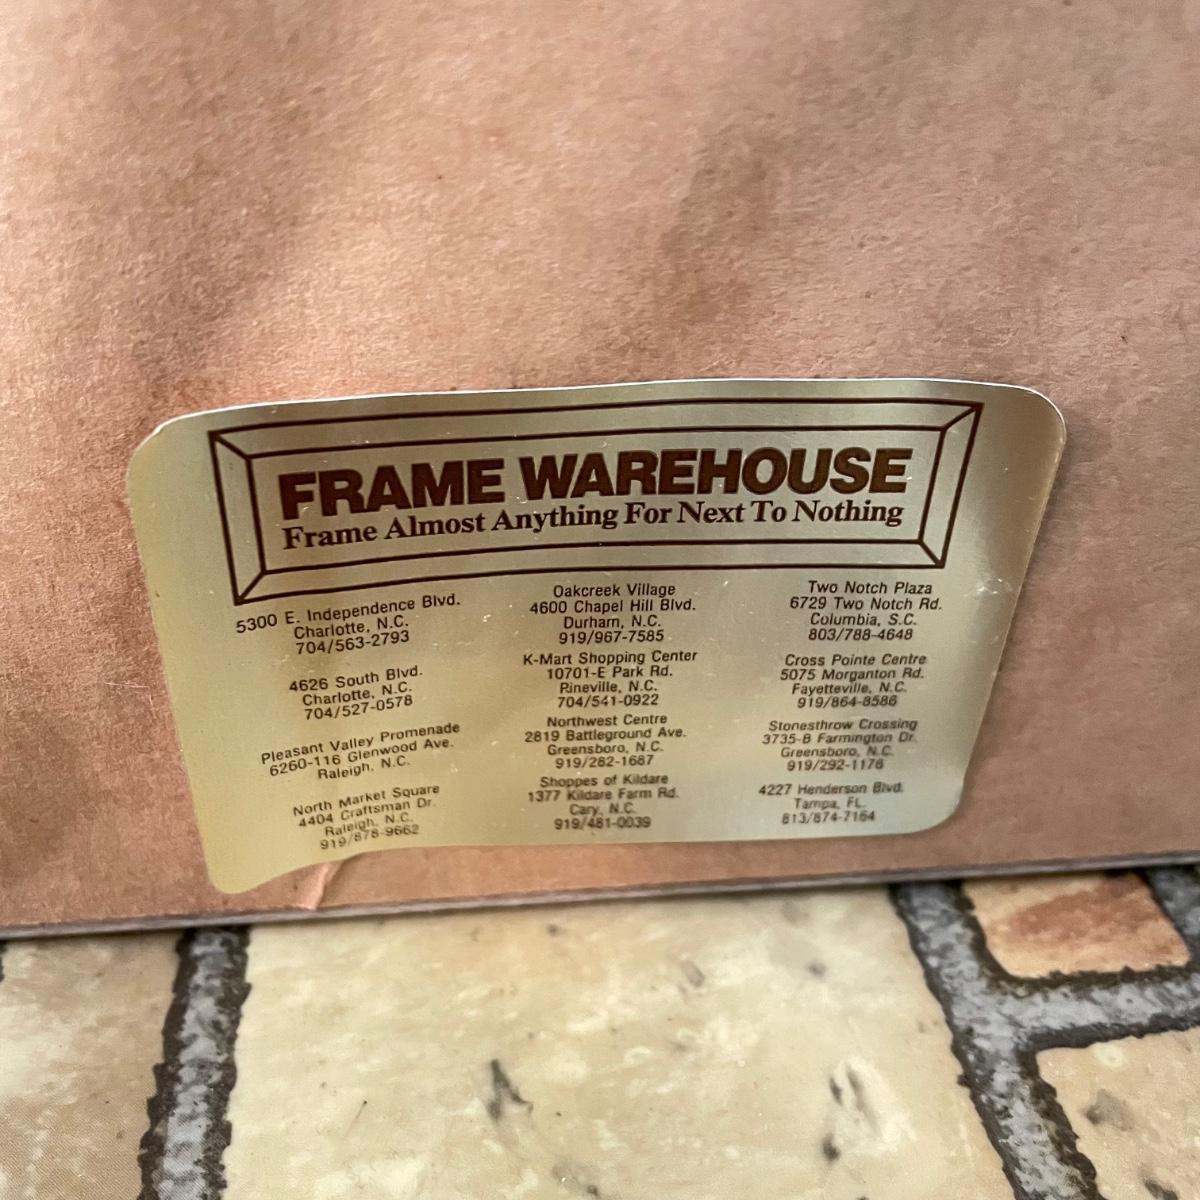 FRAME WAREHOUSE
Frame Almost Anything For Next To Nothing
5300 E. Independence Blvd.
Charlotte, N.C.
704/563-2793
4626 South Blvd.
Charlotte, N.C.
704/527-0578
Pleasant Valley Promenade
6260-116 Glenwood Ave.
Raleigh, N.C.
North Market Square
4404 Craftsman Dr.
Raleigh, N.C.
919/878-9662
Oakcreek Village
4600 Chapel Hill Blvd.
Durham, N.C.
919/967-7585
K-Mart Shopping Center
10701-E Park Rd.
Pineville, N.C.
704/541-0922
Northwest Centre
2819 Battleground Ave.
Greensboro, N.C.
919/282-1687
Shoppes of Kildare
1377 Kildare Farm Rd.
Cary, N.C.
919/481-0039
Two Notch Plaza
6729 Two Notch Rd.
Columbia, S.C.
803/788-4648
Cross Pointe Centre
5075 Morganton Rd.
Fayetteville, N.C.
919/864-8586
Stonesthrow Crossing
3735-B Farmington Dr.
Greensboro, N.C.
919/292-1176
4227 Henderson Blvd.
Tampa, FL.
813/874-7164